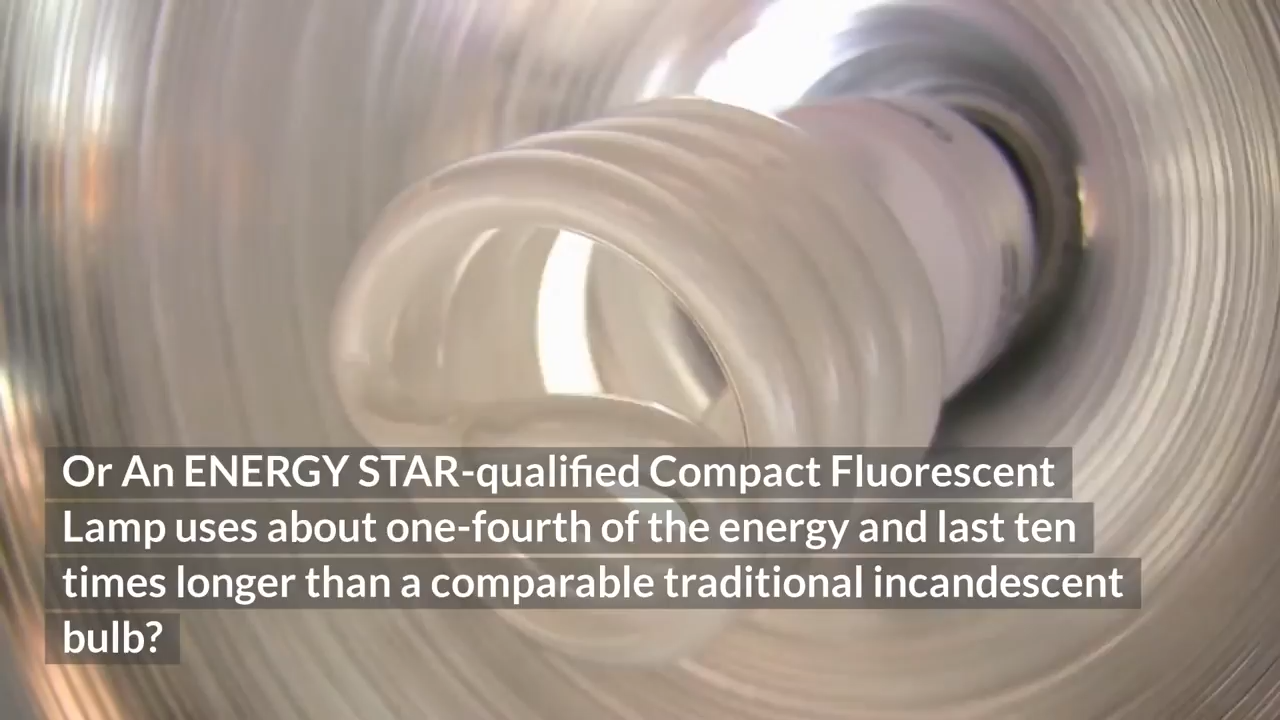 Or An ENERGY STAR-qualified Compact Fluorescent
Lamp uses about one-fourth of the energy and last ten
times longer than a comparable traditional incandescent
bulb?